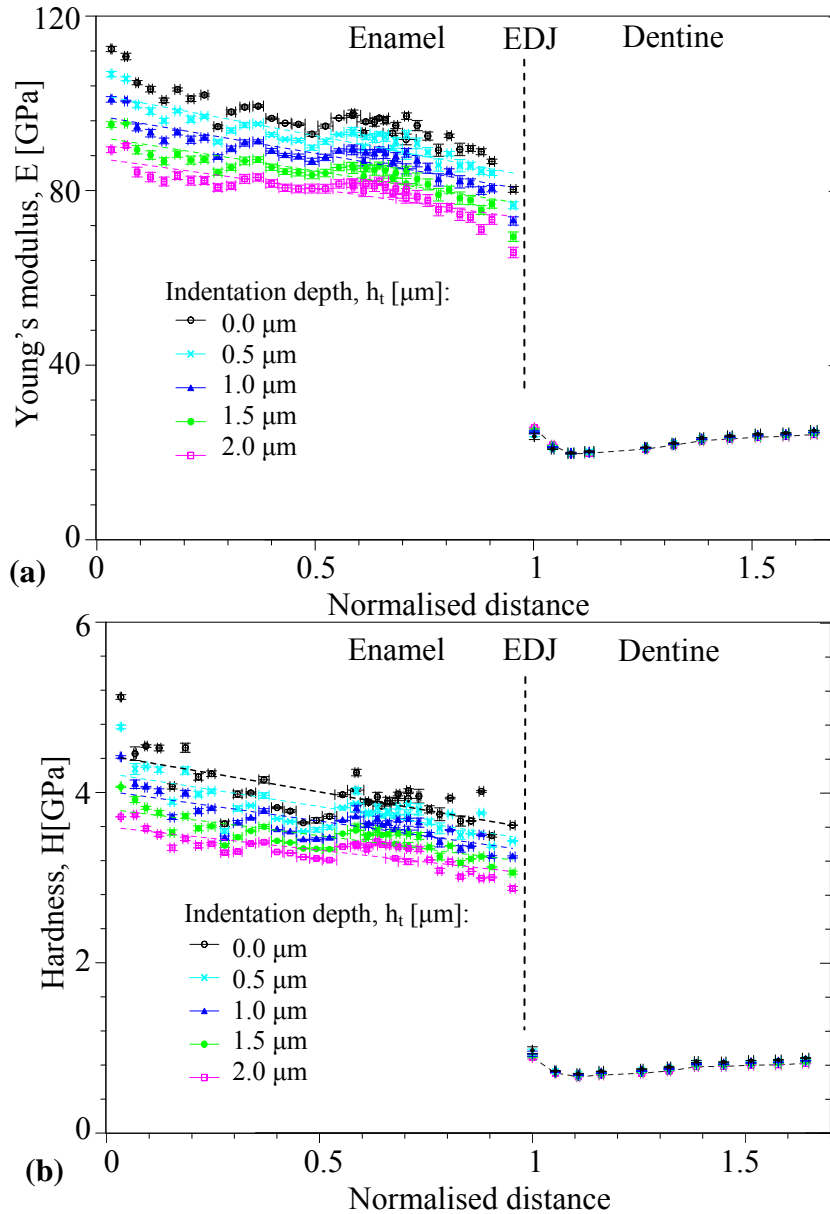 120
80
40
0
Young's modulus, E [GPa]
Enamel EDJ Dentine
Indentation depth, hₜ [μm]:
0.0 μm
0.5 μm
1.0 μm
1.5 μm
2.0 μm
0 0.5 1 1.5
(a)
Normalised distance
6
4
2
0
Hardness, H[GPa]
Enamel EDJ Dentine
Indentation depth, hₜ [μm]:
0.0 μm
0.5 μm
1.0 μm
1.5 μm
2.0 μm
0 0.5 1 1.5
(b)
Normalised distance